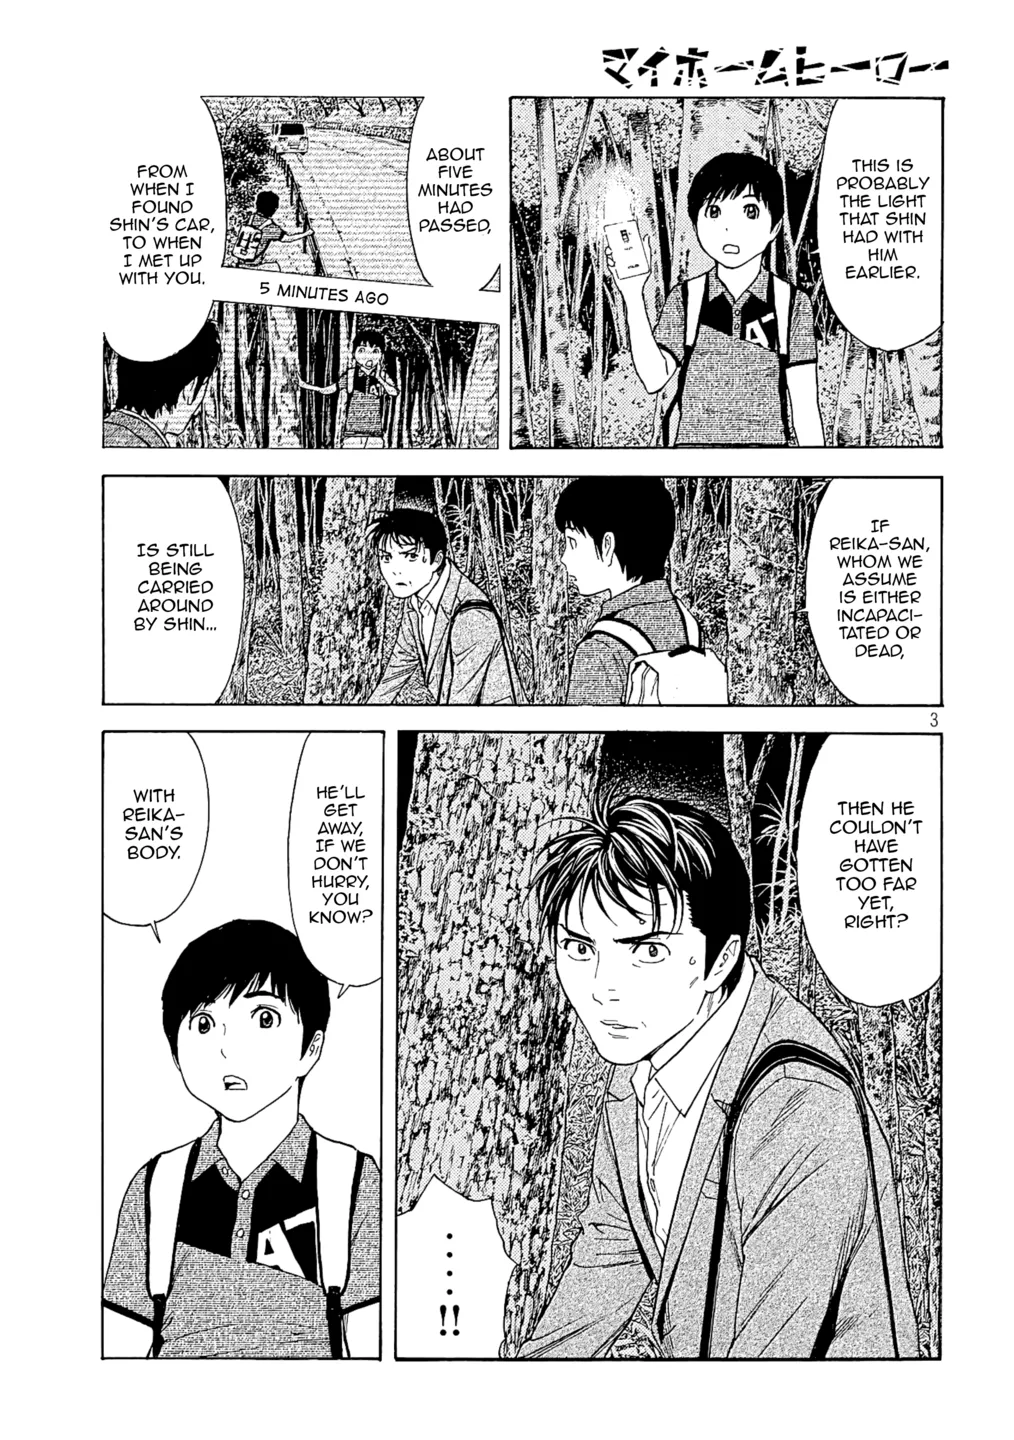 マイホームヒーロー
THIS IS
PROBABLY
THE LIGHT
THAT SHIN
HAD WITH
HIM
EARLIER.
ABOUT
FIVE
MINUTES
HAD
PASSED,
5 MINUTES AGO
FROM
WHEN I
FOUND
SHIN'S CAR,
TO WHEN
I MET UP
WITH YOU.
IF
REIKA-SAN,
WHOM WE
ASSUME
IS EITHER
INCAPACI-
TATED OR
DEAD,
IS STILL
BEING
CARRIED
AROUND
BY SHIN...
3
THEN HE
COULDN'T
HAVE
GOTTEN
TOO FAR
YET,
RIGHT?
.....!!
HE'LL
GET
AWAY,
IF WE
DON'T
HURRY,
YOU
KNOW?
WITH
REIKA-
SAN'S
BODY.